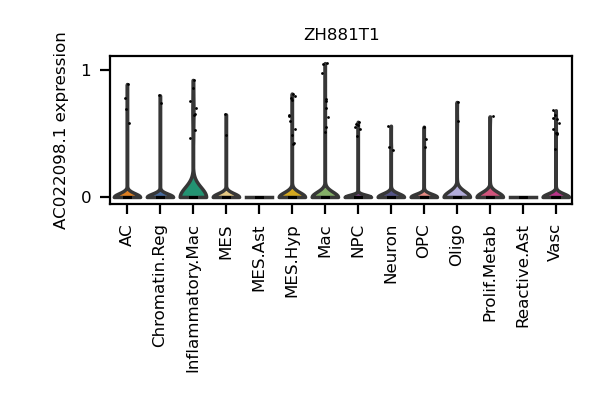 ZH881T1
AC022098.1 expression
1
0
AC
Chromatin.Reg
Inflammatory.Mac
MES
MES.Ast
MES.Hyp
Mac
NPC
Neuron
OPC
Oligo
Prolif.Metab
Reactive.Ast
Vasc